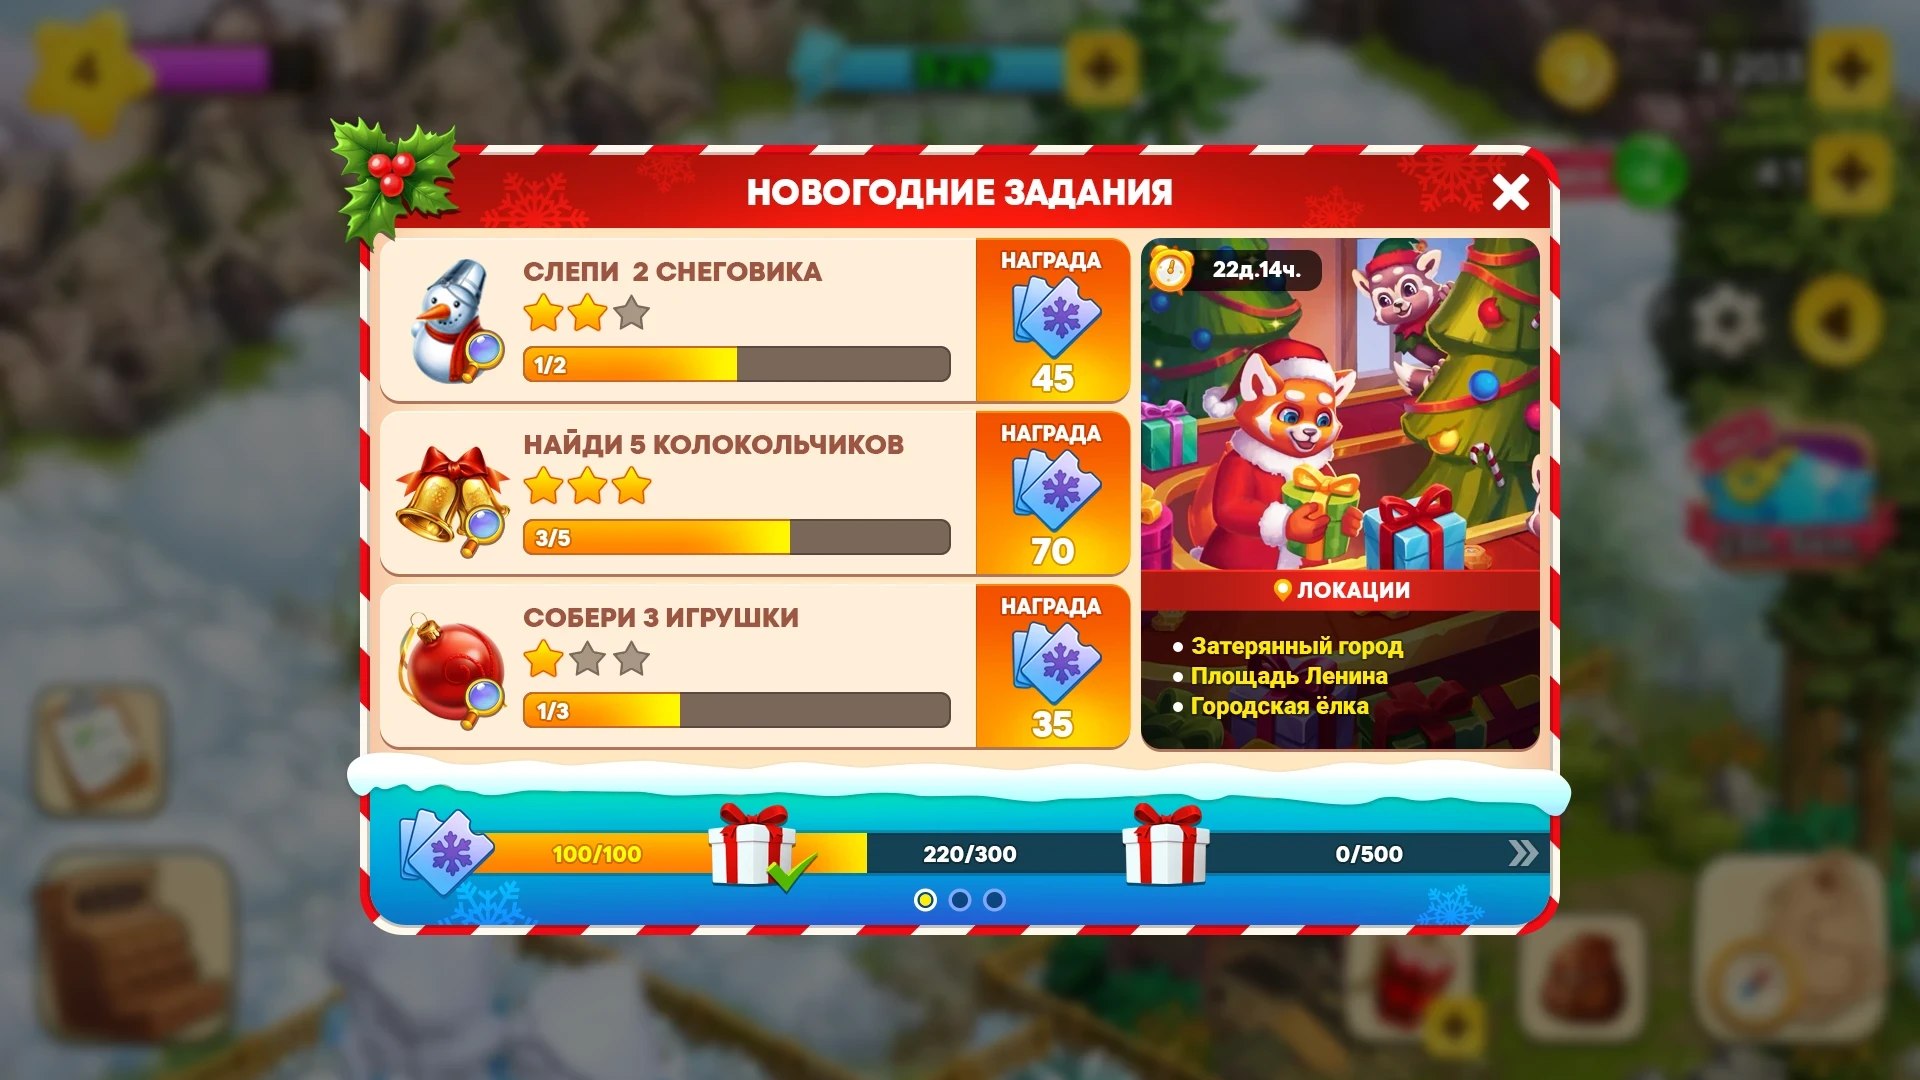 4
НОВОГОДНИЕ ЗАДАНИЯ
СЛЕПИ 2 СНЕГОВИКА
1/2
НАГРАДА
45
НАЙДИ 5 КОЛОКОЛЬЧИКОВ
3/5
НАГРАДА
70
СОБЕРИ 3 ИГРУШКИ
1/3
НАГРАДА
35
22д.14ч.
ЛОКАЦИИ
• Затерянный город
• Площадь Ленина
• Городская ёлка
100/100
220/300
0/500